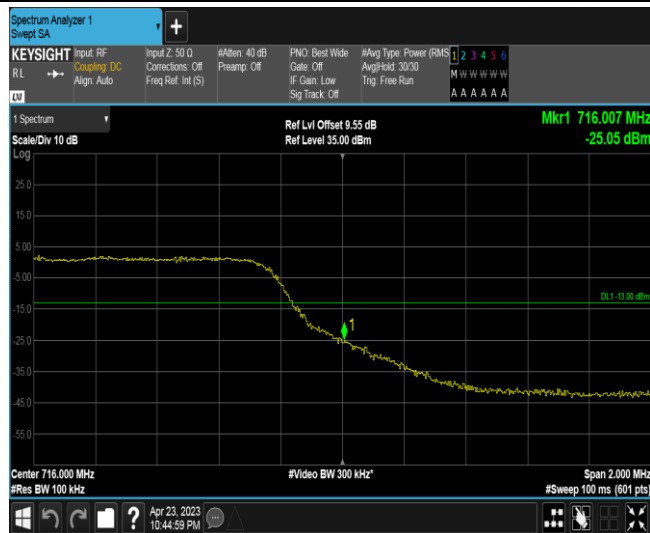 Spectrum Analyzer 1
Swept SA
+
KEYSIGHT
RL
Input: RF
Coupling: DC
Align: Auto
Input Z: 50 Ω
Corrections: Off
Freq Ref: Int (S)
#Atten: 40 dB
Preamp: Off
PNO: Best Wide
Gate: Off
IF Gain: Low
Sig Track: Off
#Avg Type: Power (RMS
Avg|Hold: 30/30
Trig: Free Run
1 2 3 4 5 6
M W W W W W
A A A A A A
1 Spectrum
Scale/Div 10 dB
Log
Ref Lvl Offset 9.55 dB
Ref Level 35.00 dBm
Mkr1 716.007 MHz
-25.05 dBm
25.0
15.0
5.00
-5.00
-15.0
-25.0
-35.0
-45.0
-55.0
DL1 -13.00 dBm
1
Center 716.000 MHz
#Res BW 100 kHz
#Video BW 300 kHz*
Span 2.000 MHz
#Sweep 100 ms (601 pts)
?
Apr 23, 2023
10:44:59 PM